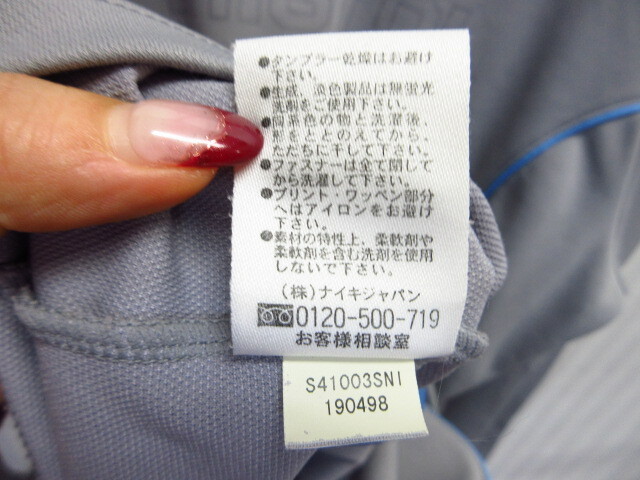 ●タンブラー乾燥はお避け
下さい。
●生成、淡色製品は無蛍光
洗剤をご使用下さい。
●同系色の物と洗濯後、
形をととのえてから、
ただちに干して下さい。
●ファスナーは全て閉して
から洗濯して下さい。
●プリント、ワッペン部分
へはアイロンをお避け
下さい。
●素材の特性上、柔軟剤や
柔軟剤を含む洗剤を使用
しないで下さい。
(株)ナイキジャパン
0120-500-719
お客様相談室
S41003SNI
190498